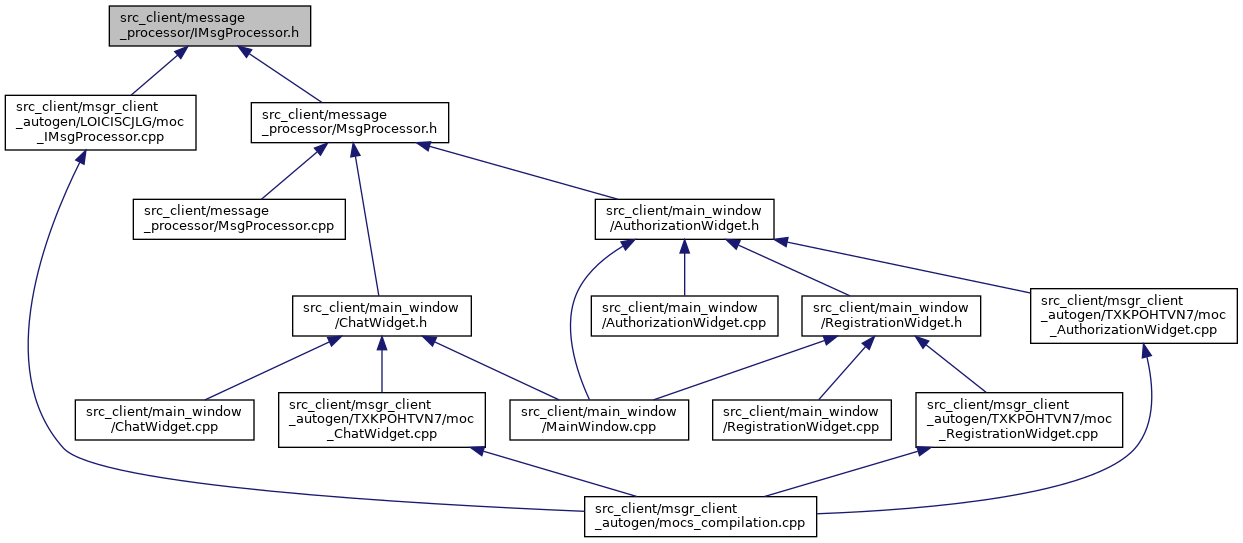 src_client/message
_processor/IMsgProcessor.h
src_client/msgr_client
_autogen/LOICISCJLG/moc
_IMsgProcessor.cpp
src_client/message
_processor/MsgProcessor.h
src_client/message
_processor/MsgProcessor.cpp
src_client/main_window
/AuthorizationWidget.h
src_client/main_window
/ChatWidget.h
src_client/main_window
/AuthorizationWidget.cpp
src_client/main_window
/RegistrationWidget.h
src_client/msgr_client
_autogen/TXKPOHTVN7/moc
_AuthorizationWidget.cpp
src_client/main_window
/ChatWidget.cpp
src_client/msgr_client
_autogen/TXKPOHTVN7/moc
_ChatWidget.cpp
src_client/main_window
/MainWindow.cpp
src_client/main_window
/RegistrationWidget.cpp
src_client/msgr_client
_autogen/TXKPOHTVN7/moc
_RegistrationWidget.cpp
src_client/msgr_client
_autogen/mocs_compilation.cpp